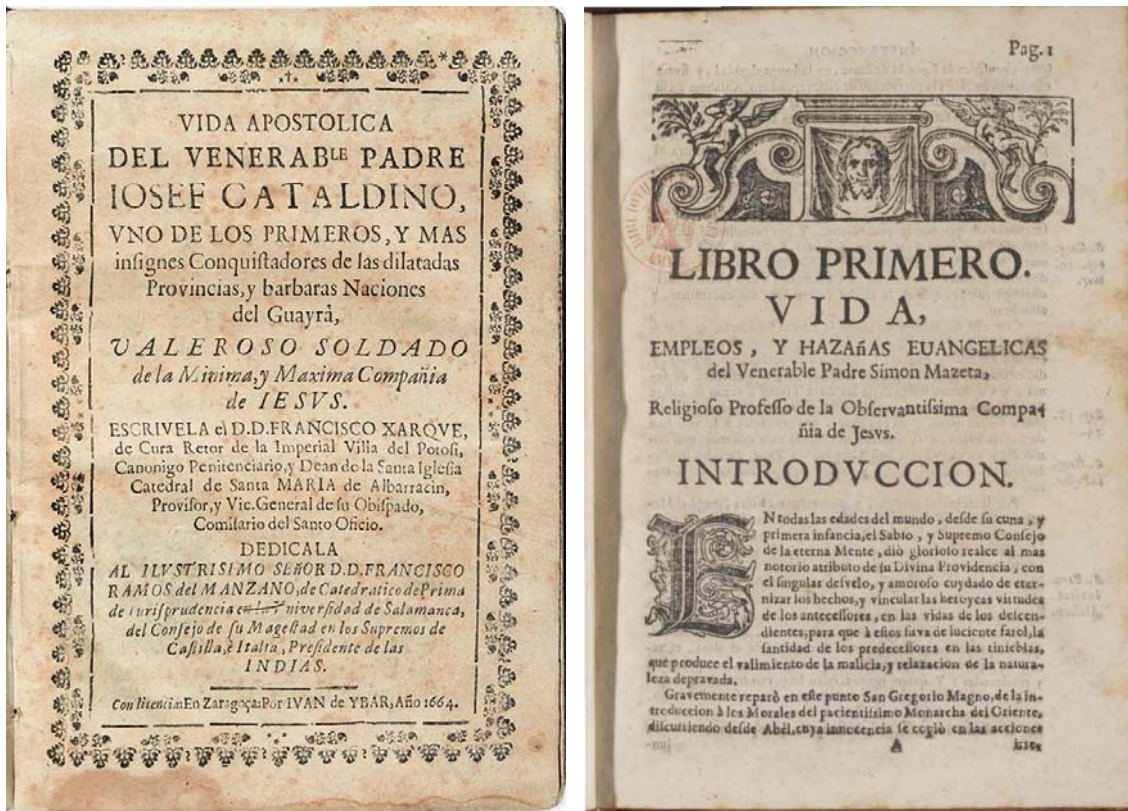 VIDA APOSTOLICA
DEL VENERABLE PADRE
IOSEF CATALDINO,
VNO DE LOS PRIMEROS, Y MAS
inſignes Conquiſtadores de las dilatadas
Provincias, y barbaras Naciones
del Guayrà,
VALEROSO SOLDADO
de la Minima, y Maxima Compañia
de IESVS.
ESCRIVELA el D.D.FRANCISCO XARQVE,
de Cura Retor de la Imperial Villa del Potoſi,
Canonigo Penitenciario, y Dean de la Santa Igleſia
Catedral de Santa MARIA de Albarracin,
Proviſor, y Vic. General de ſu Obiſpado,
Comiſario del Santo Oficio.
DEDICALA
AL ILVSTRISIMO SEñOR D.D.FRANCISCO
RAMOS del MANZANO, de Catedratico de Prima
de Iuriſprudencia en la Vniverſidad de Salamanca,
del Conſejo de ſu Mageſtad en los Supremos de
Caſtilla, è Italia, Preſidente de las
INDIAS.
Con licencia: En Zaragoça: Por IVAN de YBAR, Año 1664.
Pag. 1
LIBRO PRIMERO.
VIDA,
EMPLEOS, Y HAZAñAS EUANGELICAS
del Venerable Padre Simon Mazeta,
Religioſo Profeſſo de la Obſervantiſsima Compa-
ñia de Jesvs.
INTRODVCCION.
EN todas las edades del mundo, deſde ſu cuna, y
primera infancia, el Sabio, y Supremo Conſejo
de la eterna Mente, diò glorioſo realce al mas
notorio atributo de ſu Divina Providencia, con
el ſingular deſvelo, y amoroſo cuydado de eter-
nizar los hechos, y vincular las heroycas virtudes
de los anteceſſores, en las vidas de los deſcen-
dientes, para que à eſtos ſirva de luciente farol, la
ſantidad de los predeceſſores en las tinieblas,
que produce el valimiento de la malicia, y relaxacion de la natura-
leza depravada.
Gravemente reparò en eſte punto San Gregorio Magno, de la in-
troduccion à los Morales del pacientiſsimo Monarcha del Oriente,
diſcurriendo deſde Abèl, cuya innocencia ſe copiò en las acciones
A